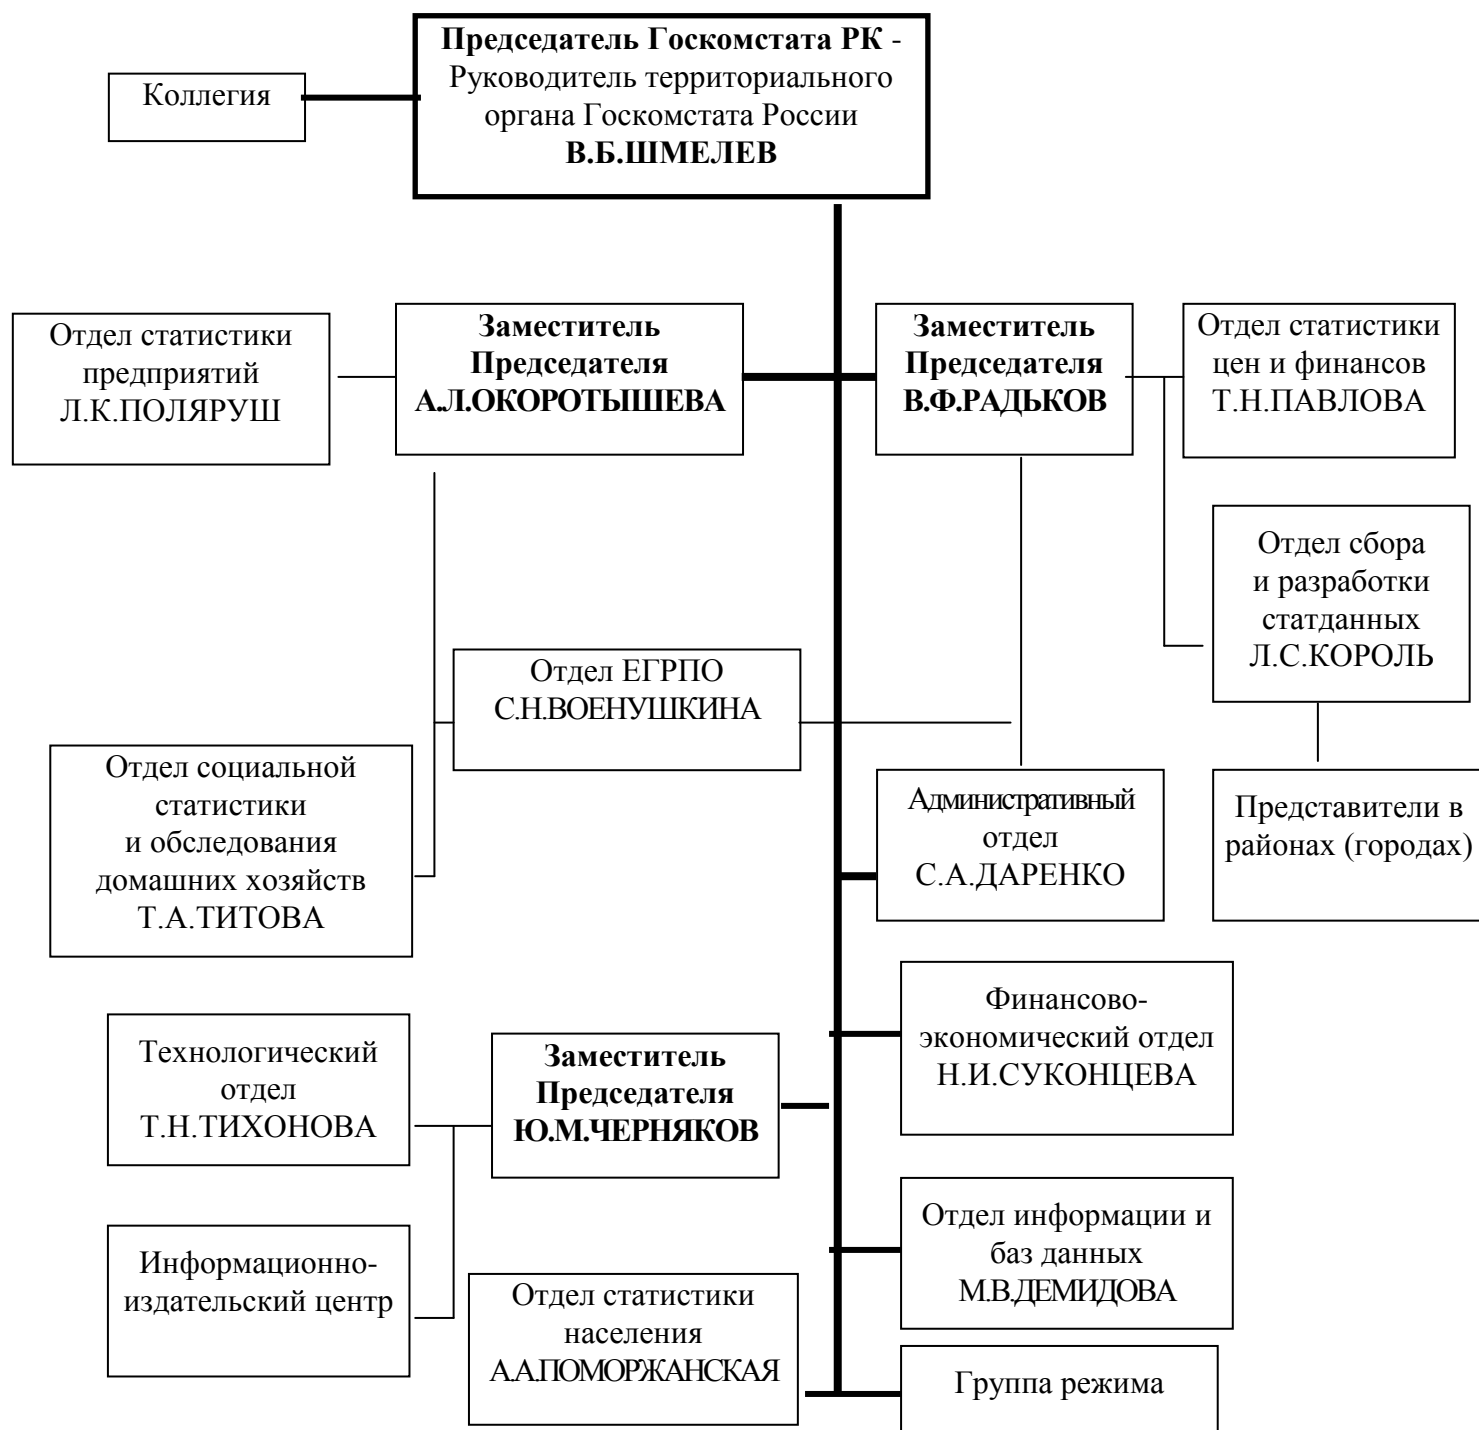 Председатель Госкомстата РК -
Руководитель территориального
органа Госкомстата России
В.Б.ШМЕЛЕВ
Коллегия
Отдел статистики
предприятий
Л.К.ПОЛЯРУШ
Заместитель
Председателя
А.Л.ОКОРОТЫШЕВА
Заместитель
Председателя
В.Ф.РАДЬКОВ
Отдел статистики
цен и финансов
Т.Н.ПАВЛОВА
Отдел сбора
и разработки
статданных
Л.С.КОРОЛЬ
Отдел ЕГРПО
С.Н.ВОЕНУШКИНА
Отдел социальной
статистики
и обследования
домашних хозяйств
Т.А.ТИТОВА
Административный
отдел
С.А.ДАРЕНКО
Представители в
районах (городах)
Технологический
отдел
Т.Н.ТИХОНОВА
Заместитель
Председателя
Ю.М.ЧЕРНЯКОВ
Финансово-
экономический отдел
Н.И.СУКОНЦЕВА
Информационно-
издательский центр
Отдел статистики
населения
А.А.ПОМОРЖАНСКАЯ
Отдел информации и
баз данных
М.В.ДЕМИДОВА
Группа режима